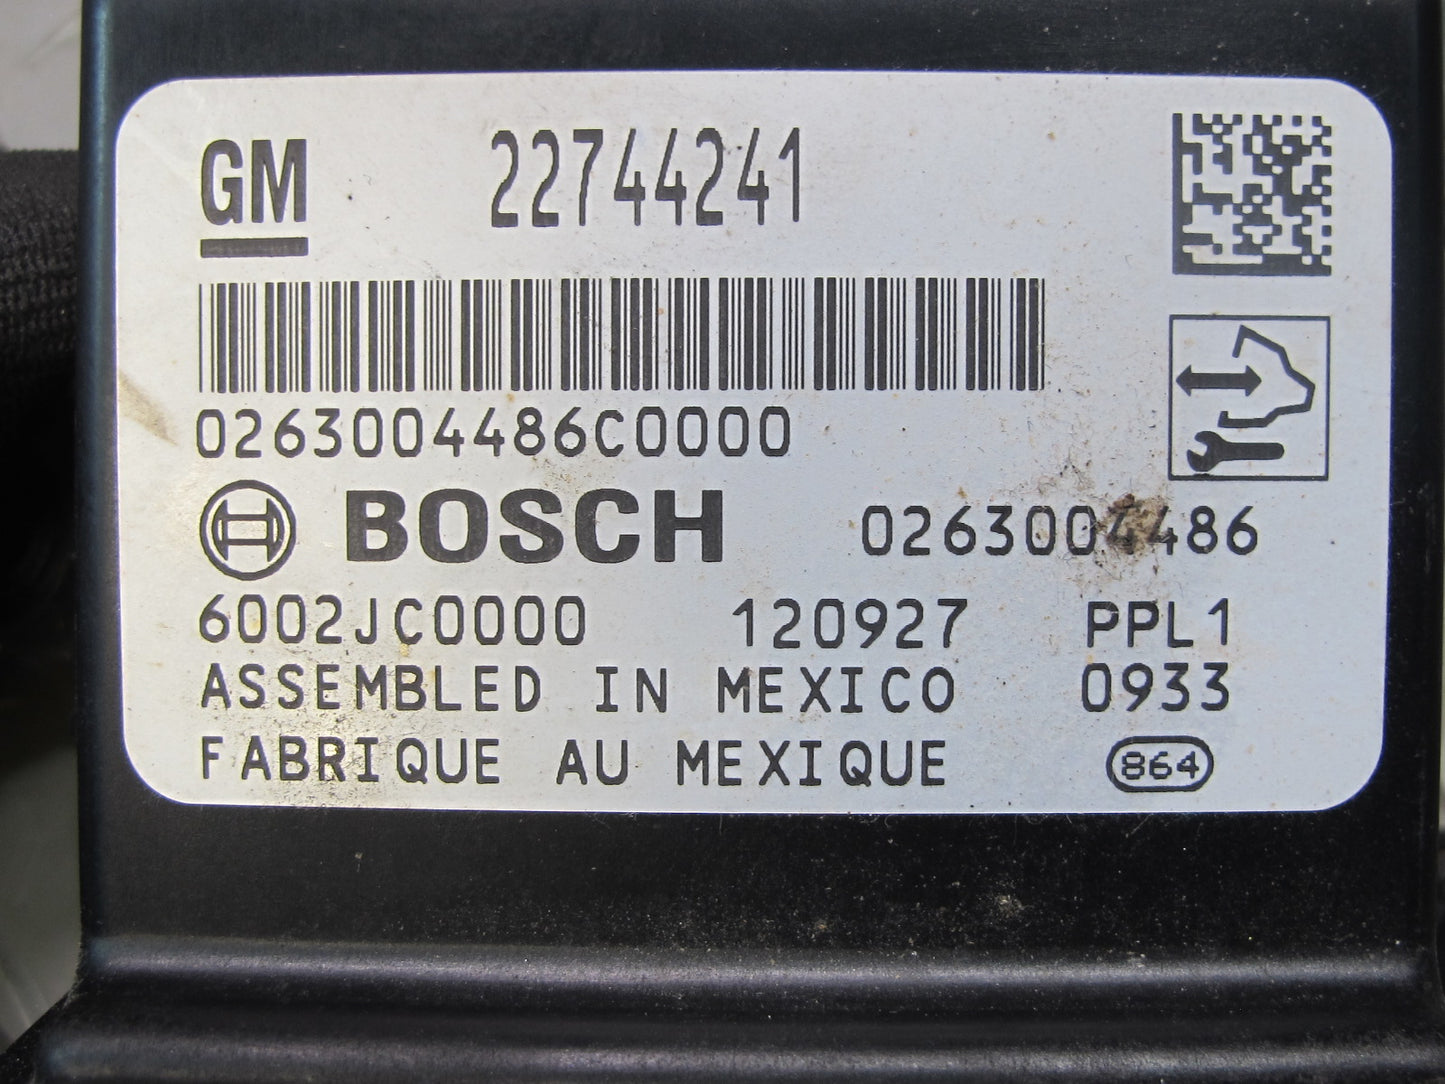 GM 22744241
0263004486C0000
BOSCH 0263004486
6002JC0000 120927 PPL1
ASSEMBLED IN MEXICO 0933
FABRIQUE AU MEXIQUE 864